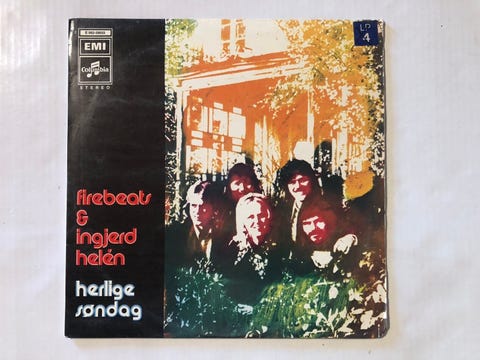 EMI
Columbia
STEREO
LP
4
firebeats
&
ingjerd
helén
herlige
søndag